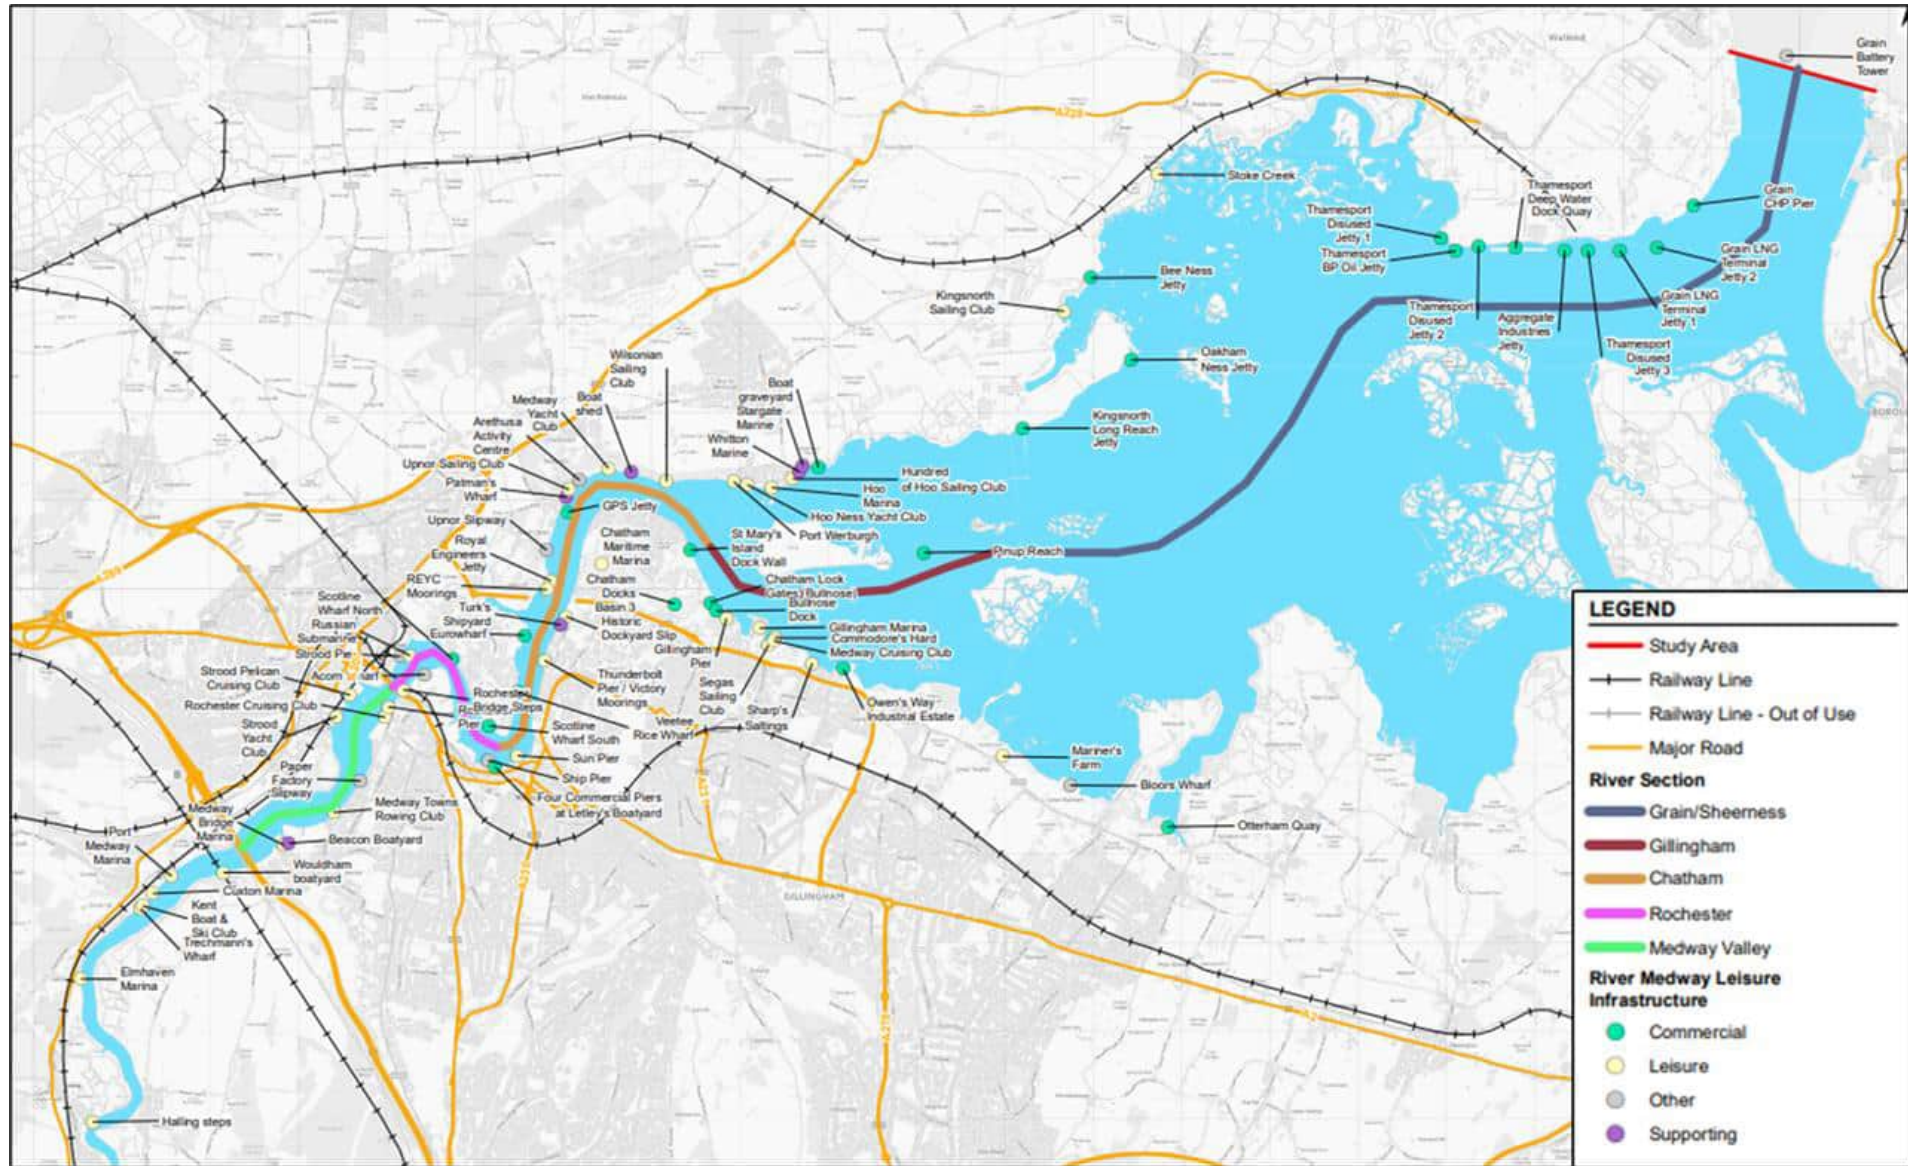 Grain
Battery
Tower
A228
Stoke Creek
Thamesport
Deep Water
Dock Quay
Grain
CHP Pier
Thamesport
Disused
Jetty 1
Thamesport
BP Oil Jetty
Grain LNG
Terminal
Jetty 2
Bee Ness
Jetty
Kingsnorth
Sailing Club
Grain LNG
Terminal
Jetty 1
Thamesport
Disused
Jetty 2
Aggregate
Industries
Jetty
Thamesport
Disused
Jetty 3
Oakham
Ness Jetty
Wilsonian
Sailing
Club
Boat
graveyard
Stargate
Marine
Medway
Yacht
Club
Boat
shed
Arethusa
Activity
Centre
Kingsnorth
Long Reach
Jetty
Whitton
Marine
Upnor Sailing Club
Patman's
Wharf
Hundred
of Hoo Sailing Club
Hoo
Marina
GPS Jetty
Hoo Ness Yacht Club
Upnor Slipway
Port Werburgh
Royal
Engineers
Jetty
Chatham
Maritime
Marina
St Mary's
Island
Dock Wall
Pinup Reach
A289
REYC
Moorings
Chatham
Docks
Basin 3
Chatham Lock
Gates) Bullnose
Bullnose
Dock
Scotline
Wharf North
Russian
Submarine
Strood Pier
Turk's
Shipyard
Eurowharf
Historic
Dockyard Slip
Gillingham Marina
Commodore's Hard
Medway Cruising Club
Gillingham
Pier
Strood Pelican
Cruising Club
Acorn
arf
Thunderbolt
Pier / Victory
Moorings
Segas
Sailing
Club
Sharp's
Saltings
Owen's Way
Industrial Estate
Rochester Cruising Club
Rochester
Bridge Steps
Pier
Strood
Yacht
Club
Scotline
Wharf South
Veetee
Rice Wharf
Sun Pier
Mariner's
Farm
Paper
Factory
Slipway
Ship Pier
Bloors Wharf
Four Commercial Piers
at Letley's Boatyard
Medway
Bridge
Marina
Medway Towns
Rowing Club
Otterham Quay
Port
Medway
Marina
Beacon Boatyard
Wouldham
boatyard
Cuxton Marina
Kent
Boat &
Ski Club
Trechmann's
Wharf
GILLINGHAM
Elmhaven
Marina
A2
A278
Halling steps
LEGEND
Study Area
Railway Line
Railway Line - Out of Use
Major Road
River Section
Grain/Sheerness
Gillingham
Chatham
Rochester
Medway Valley
River Medway Leisure
Infrastructure
Commercial
Leisure
Other
Supporting